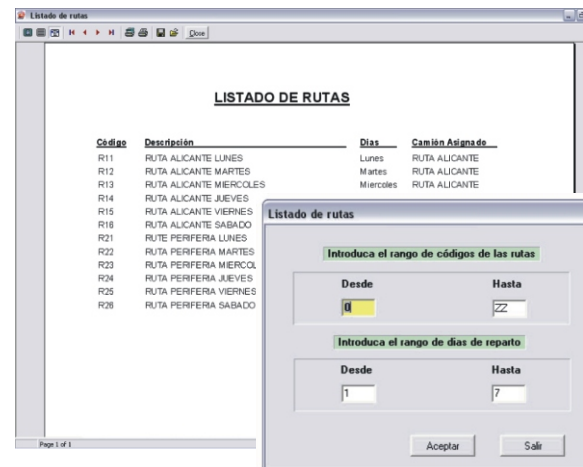 Listado de rutas
Close
LISTADO DE RUTAS
Código Descripción Dias Camión Asignado
R11 RUTA ALICANTE LUNES Lunes RUTA ALICANTE
R12 RUTA ALICANTE MARTES Martes RUTA ALICANTE
R13 RUTA ALICANTE MIERCOLES Miercoles RUTA ALICANTE
R14 RUTA ALICANTE JUEVES
R15 RUTA ALICANTE VIERNES
R16 RUTA ALICANTE SABADO
R21 RUTE PERIFERIA LUNES
R22 RUTA PERIFERIA MARTES
R23 RUTA PERIFERIA MIERCOL
R24 RUTA PERIFERIA JUEVES
R25 RUTA PERIFERIA VIERNES
R26 RUTA PERIFERIA SABADO
Page 1 of 1
Listado de rutas
Introduca el rango de códigos de las rutas
Desde Hasta
0 ZZ
Introduca el rango de dias de reparto
Desde Hasta
1 7
Aceptar Salir